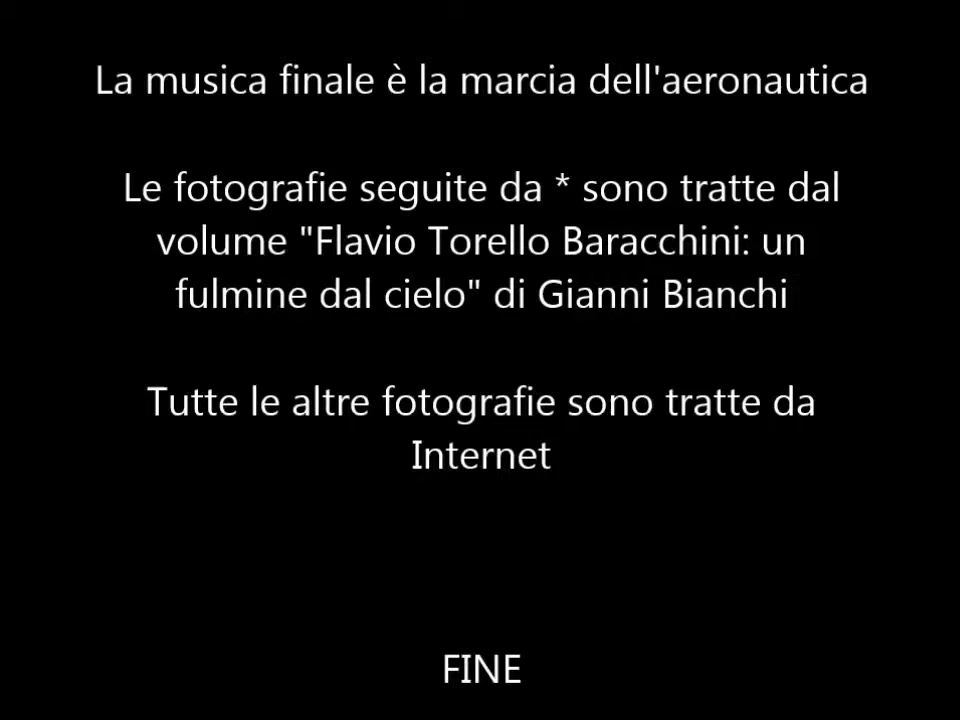 La musica finale è la marcia dell'aeronautica
Le fotografie seguite da * sono tratte dal
volume "Flavio Torello Baracchini: un
fulmine dal cielo" di Gianni Bianchi
Tutte le altre fotografie sono tratte da
Internet
FINE